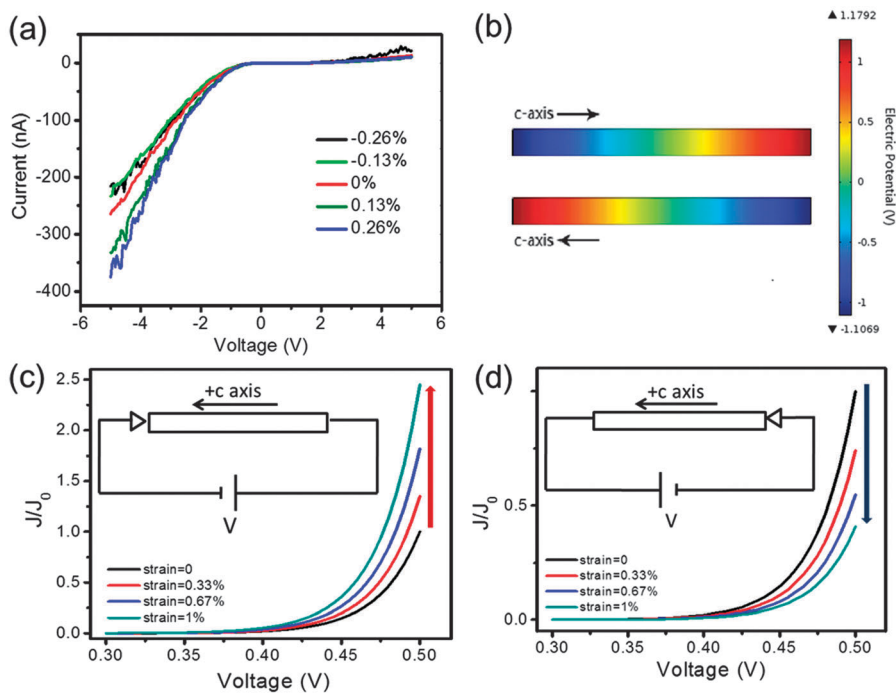 (a)
0
-100
-200
-300
-400
Current (nA)
-0.26%
-0.13%
0%
0.13%
0.26%
-6 -4 -2 0 2 4 6
Voltage (V)
(b)
c-axis
c-axis
▲ 1.1792
1
0.5
0
-0.5
-1
▼ -1.1069
Electric Potential (V)
(c)
2.5
2.0
1.5
1.0
0.5
0.0
J/J0
+c axis
V
strain=0
strain=0.33%
strain=0.67%
strain=1%
0.30 0.35 0.40 0.45 0.50
Voltage (V)
(d)
0.5
0.0
J/J0
+c axis
V
strain=0
strain=0.33%
strain=0.67%
strain=1%
0.30 0.35 0.40 0.45 0.50
Voltage (V)